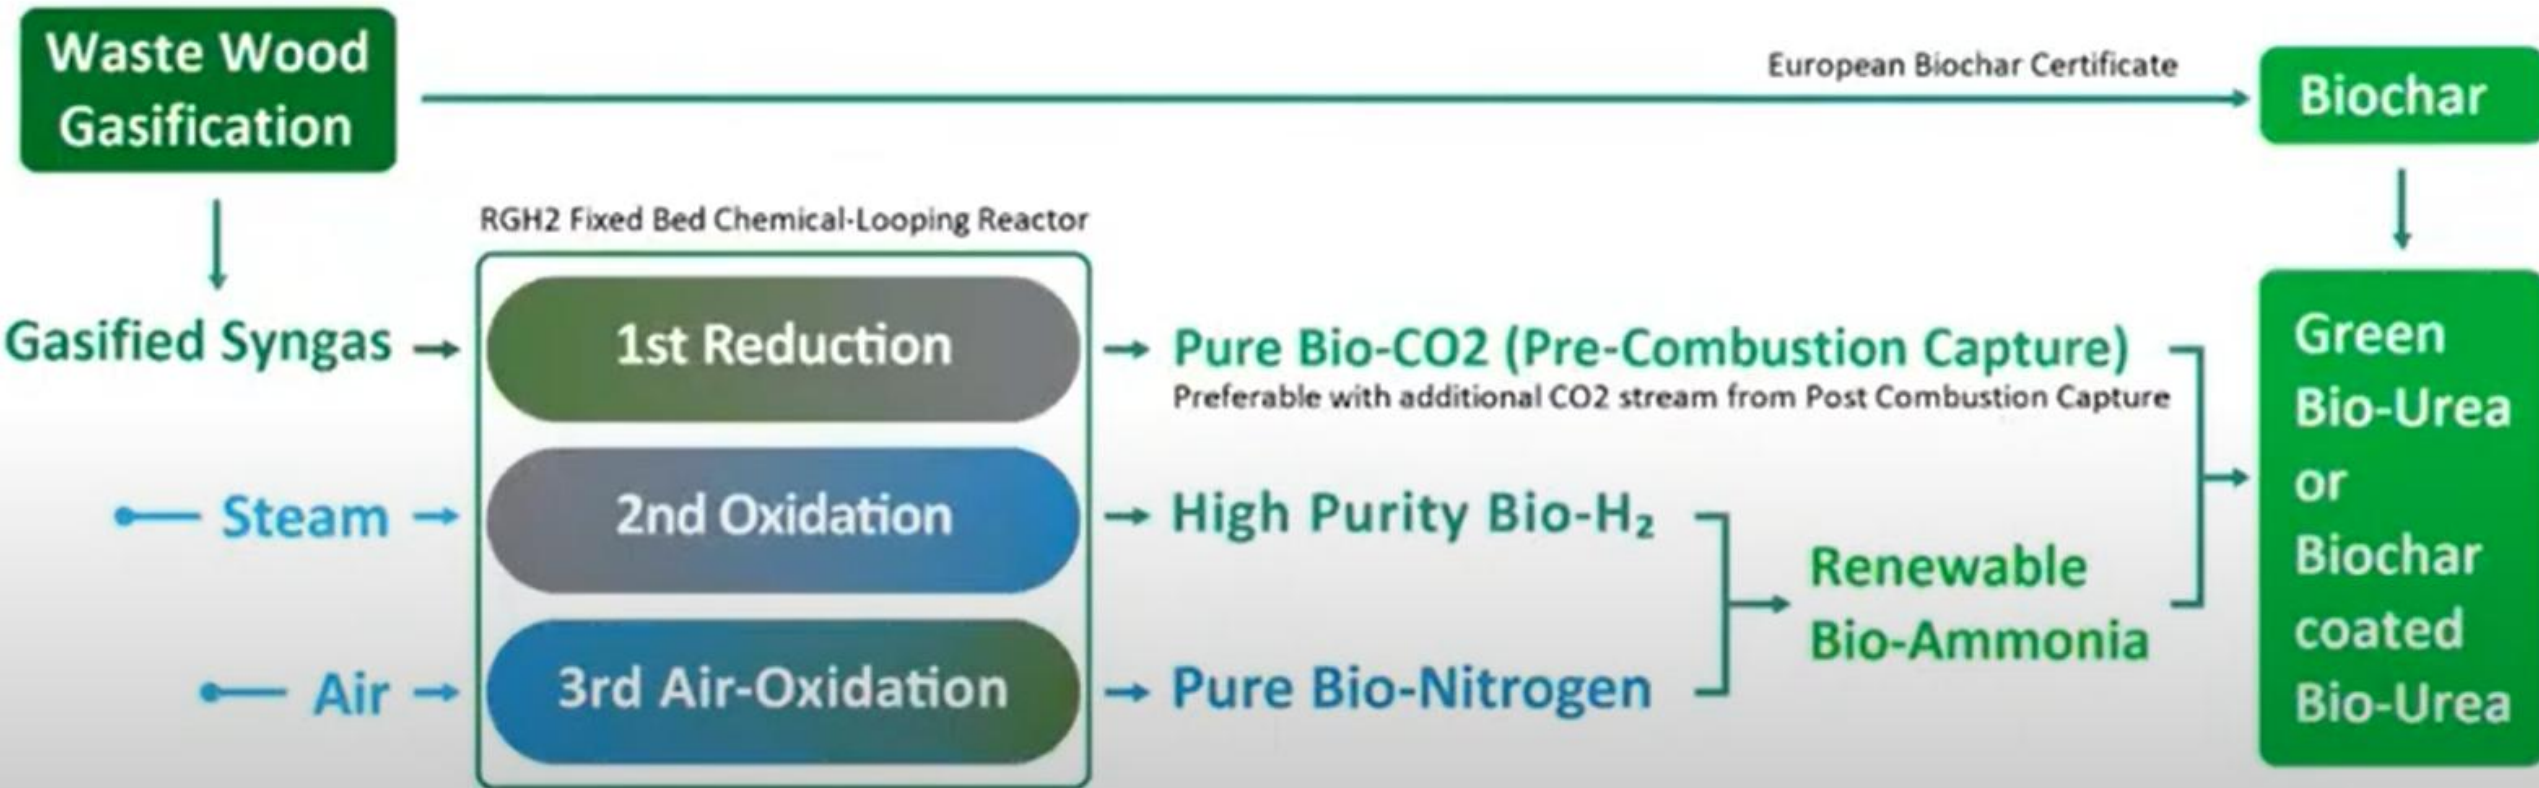 Waste Wood
Gasification
European Biochar Certificate
Biochar
RGH2 Fixed Bed Chemical-Looping Reactor
Gasified Syngas
1st Reduction
Pure Bio-CO2 (Pre-Combustion Capture)
Preferable with additional CO2 stream from Post Combustion Capture
Steam
2nd Oxidation
High Purity Bio-H₂
Air
3rd Air-Oxidation
Pure Bio-Nitrogen
Renewable
Bio-Ammonia
Green
Bio-Urea
or
Biochar
coated
Bio-Urea